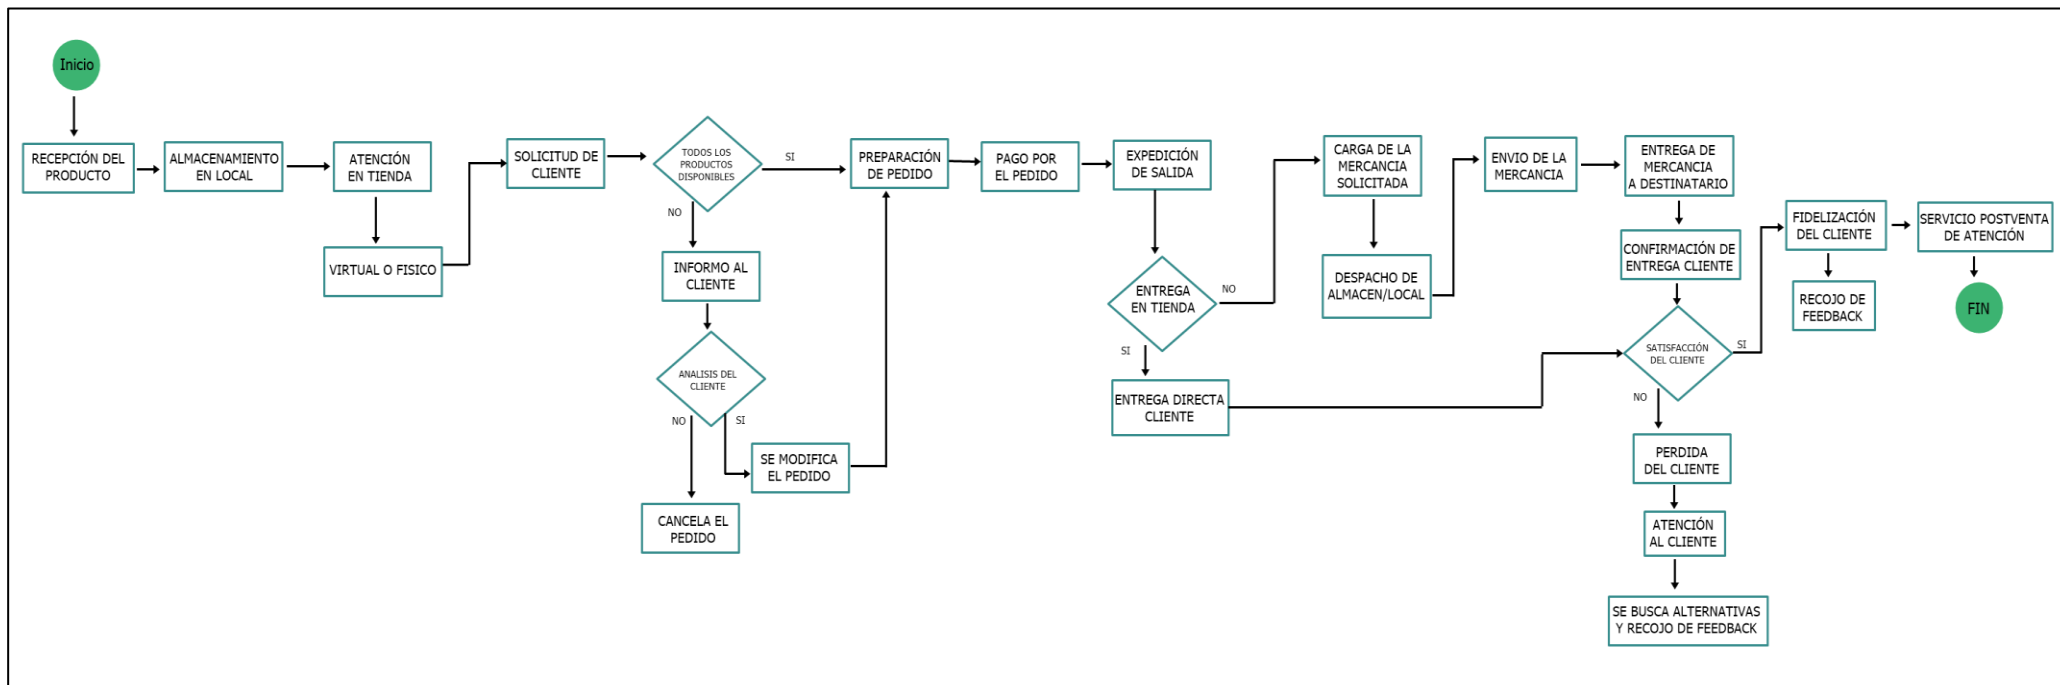 Inicio
RECEPCIÓN DEL
PRODUCTO
ALMACENAMIENTO
EN LOCAL
ATENCIÓN
EN TIENDA
VIRTUAL O FISICO
SOLICITUD DE
CLIENTE
TODOS LOS
PRODUCTOS
DISPONIBLES
SI
NO
INFORMO AL
CLIENTE
ANALISIS DEL
CLIENTE
NO
SI
SE MODIFICA
EL PEDIDO
CANCELA EL
PEDIDO
PREPARACIÓN
DE PEDIDO
PAGO POR
EL PEDIDO
EXPEDICIÓN
DE SALIDA
ENTREGA
EN TIENDA
NO
SI
ENTREGA DIRECTA
CLIENTE
CARGA DE LA
MERCANCIA
SOLICITADA
DESPACHO DE
ALMACEN/LOCAL
ENVIO DE LA
MERCANCIA
ENTREGA DE
MERCANCIA
A DESTINATARIO
CONFIRMACIÓN DE
ENTREGA CLIENTE
SATISFACCIÓN
DEL CLIENTE
SI
NO
PERDIDA
DEL CLIENTE
ATENCIÓN
AL CLIENTE
SE BUSCA ALTERNATIVAS
Y RECOJO DE FEEDBACK
FIDELIZACIÓN
DEL CLIENTE
RECOJO DE
FEEDBACK
SERVICIO POSTVENTA
DE ATENCIÓN
FIN